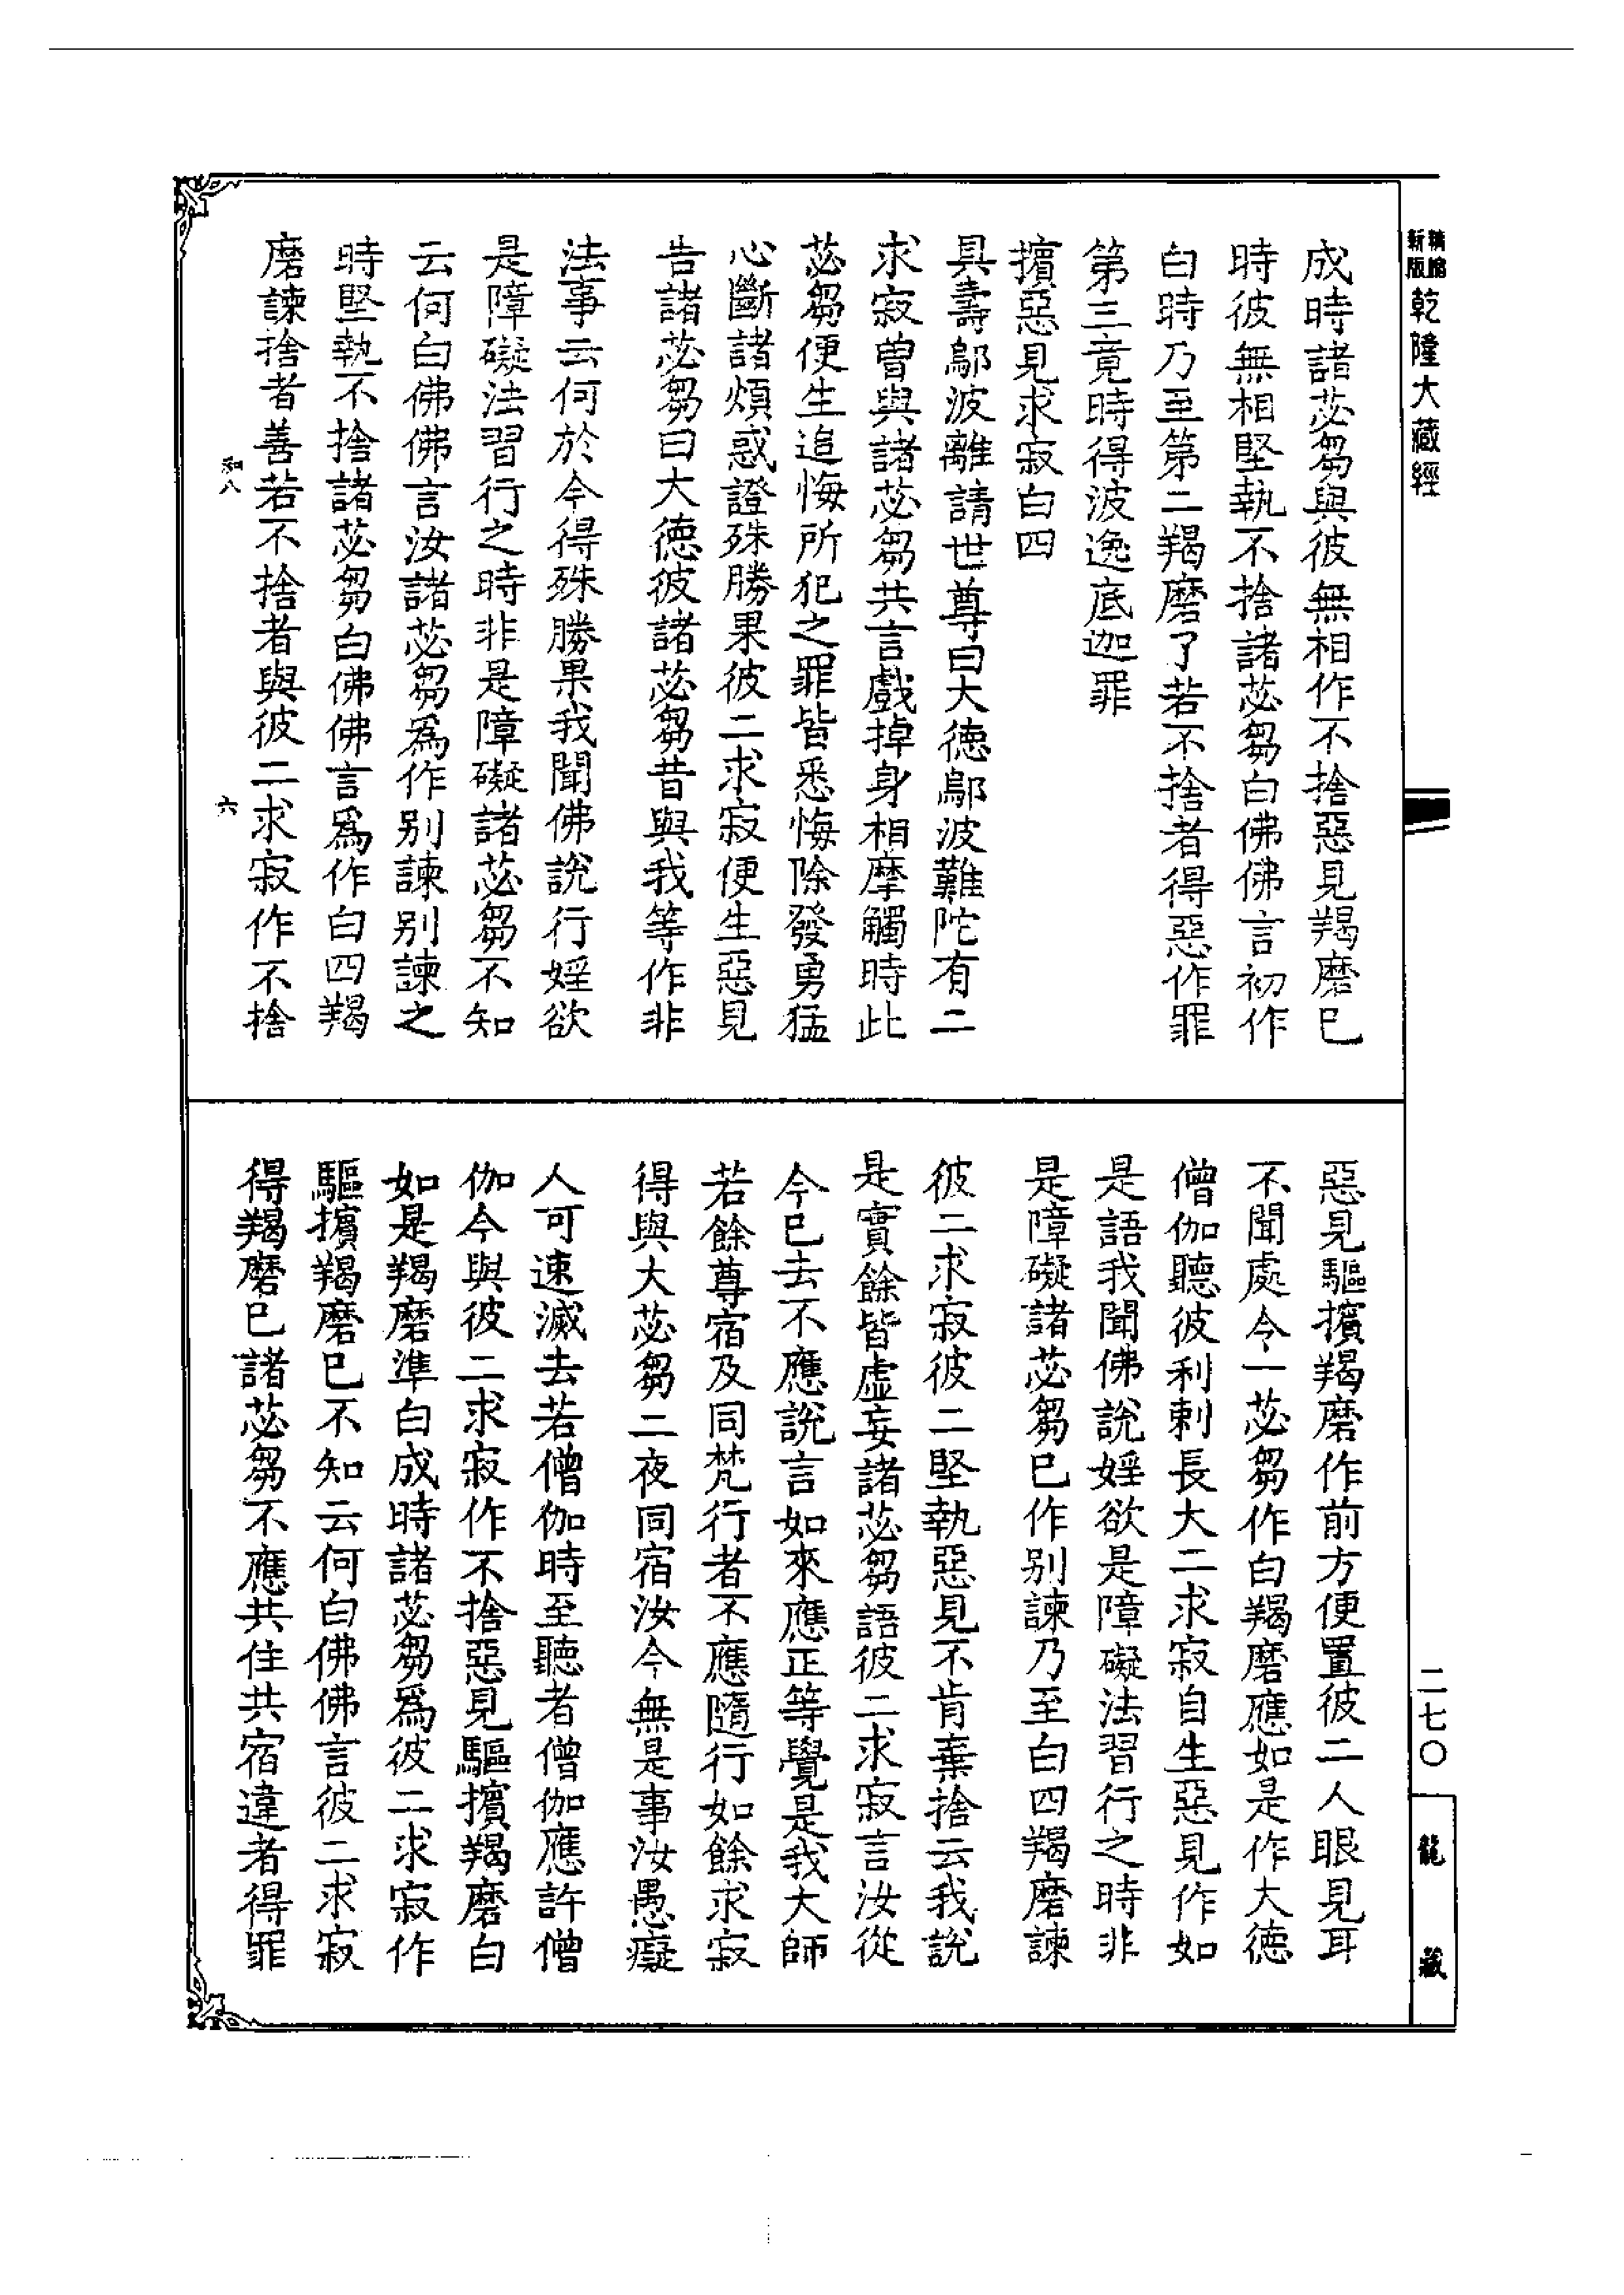 新版
精縮
乾隆大藏經
成時諸苾芻與彼無相作不捨惡見羯磨已
時彼無相堅執不捨諸苾芻白佛佛言初作
白時乃至第二羯磨了若不捨者得惡作罪
第三竟時得波逸底迦罪
擯惡見求寂白四
具壽鄔波離請世尊曰大德鄔波難陀有二
求寂曾與諸苾芻共言戲掉身相摩觸時此
苾芻便生追悔所犯之罪皆悉悔除發勇猛
心斷諸煩惑證殊勝果彼二求寂便生惡見
告諸苾芻曰大德彼諸苾芻昔與我等作非
法事云何於今得殊勝果我聞佛說行婬欲
是障礙法習行之時非是障礙諸苾芻不知
云何白佛佛言汝諸苾芻為作別諫別諫之
時堅執不捨諸苾芻白佛佛言為作白四羯
磨諫捨者善若不捨者與彼二求寂作不捨
和八
六
惡見驅擯羯磨作前方便置彼二人眼見耳
不聞處今一苾芻作白羯磨應如是作大德
僧伽聽彼利剌長大二求寂自生惡見作如
是語我聞佛說婬欲是障礙法習行之時非
是障礙諸苾芻已作別諫乃至白四羯磨諫
彼二求寂彼二堅執惡見不肯棄捨云我說
是實餘皆虛妄諸苾芻語彼二求寂言汝從
今已去不應說言如來應正等覺是我大師
若餘尊宿及同梵行者不應隨行如餘求寂
得與大苾芻二夜同宿汝今無是事汝愚癡
人可速滅去若僧伽時至聽者僧伽應許僧
伽今與彼二求寂作不捨惡見驅擯羯磨白
如是羯磨準白成時諸苾芻為彼二求寂作
驅擯羯磨已不知云何白佛佛言彼二求寂
得羯磨已諸苾芻不應共住共宿違者得罪
二七〇
龍藏